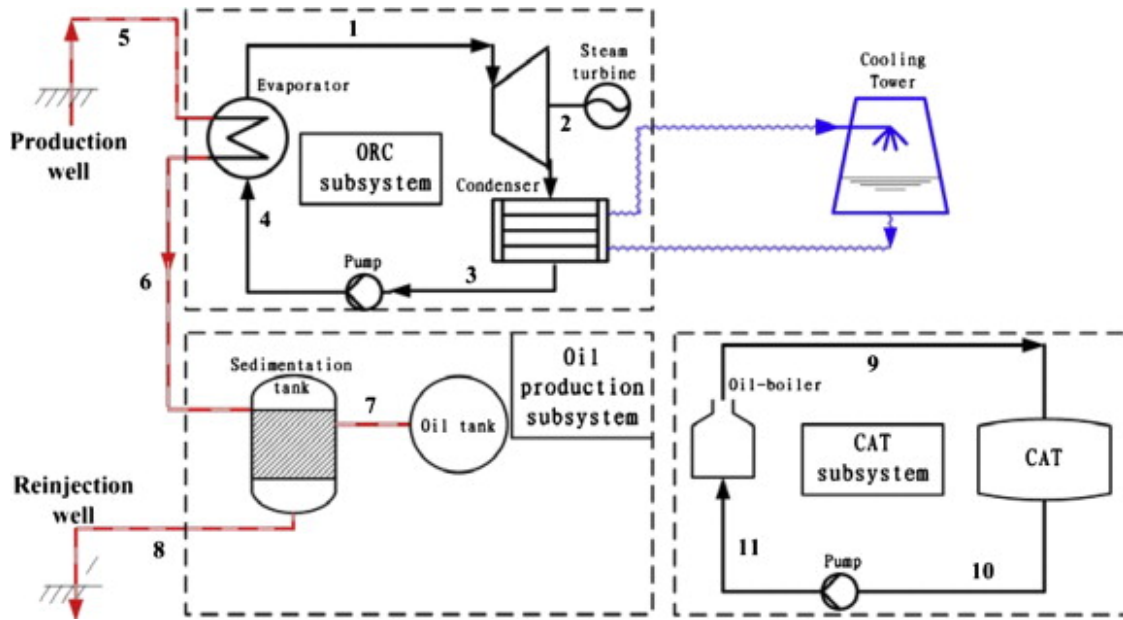 5
1
Steam
turbine
Cooling
Tower
Evaporator
2
Production
well
ORC
subsystem
Condenser
4
Pump
3
6
Sedimentation
tank
7
Oil tank
Oil
production
subsystem
9
Oil-boiler
CAT
subsystem
CAT
Reinjection
well
8
11
Pump
10